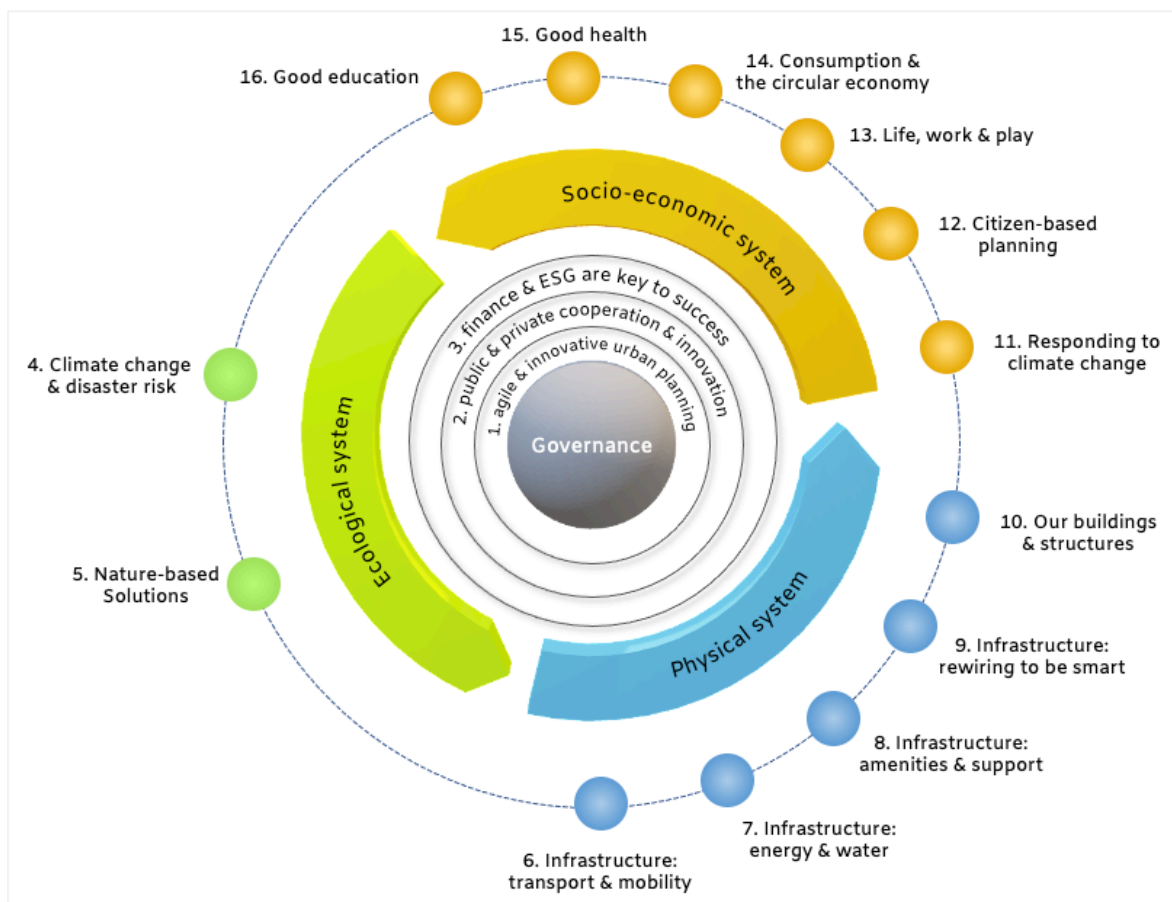 15. Good health
16. Good education
14. Consumption &
the circular economy
13. Life, work & play
12. Citizen-based
planning
11. Responding to
climate change
10. Our buildings
& structures
9. Infrastructure:
rewiring to be smart
8. Infrastructure:
amenities & support
7. Infrastructure:
energy & water
6. Infrastructure:
transport & mobility
5. Nature-based
Solutions
4. Climate change
& disaster risk
Socio-economic system
Ecological system
Physical system
3. finance & ESG are key to success
2. public & private cooperation & innovation
1. agile & innovative urban planning
Governance